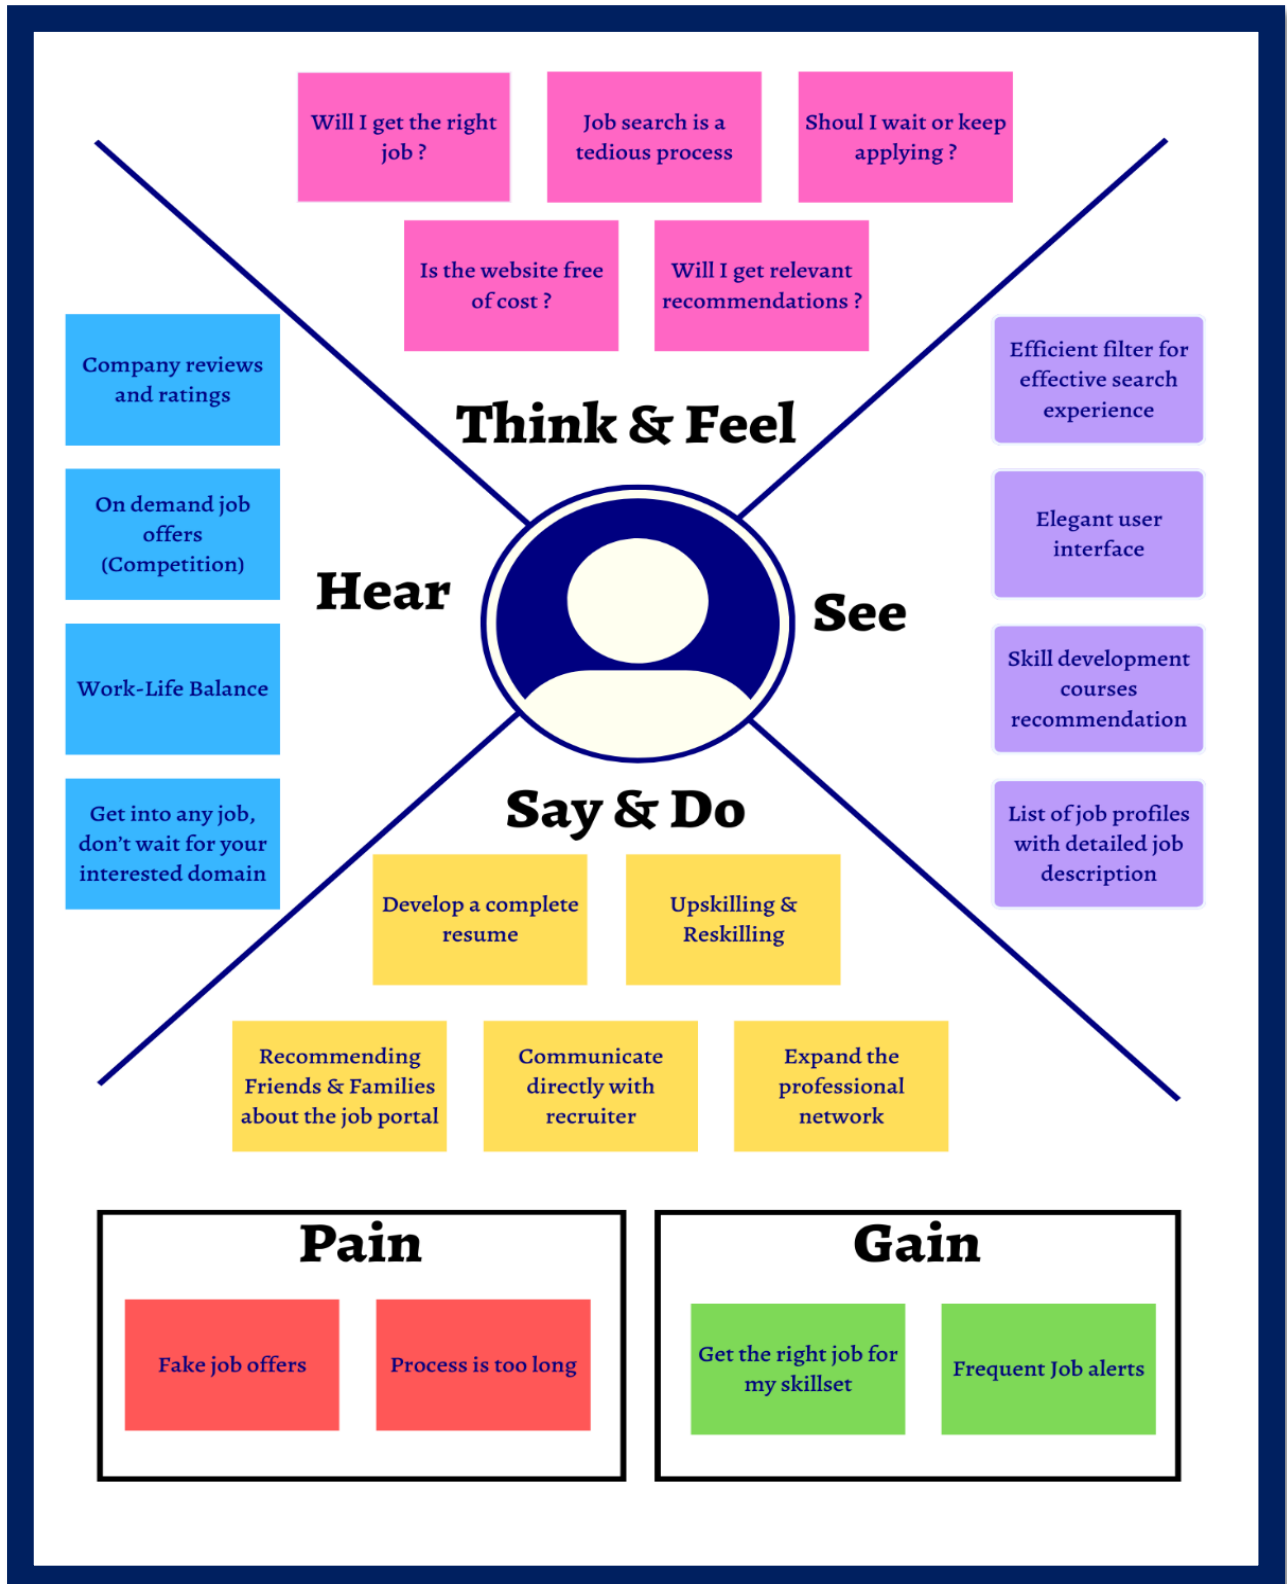 Will I get the right
job ?
Job search is a
tedious process
Shoul I wait or keep
applying ?
Is the website free
of cost ?
Will I get relevant
recommendations ?
Think & Feel
Company reviews
and ratings
On demand job
offers
(Competition)
Work-Life Balance
Get into any job,
don't wait for your
interested domain
Hear
See
Efficient filter for
effective search
experience
Elegant user
interface
Skill development
courses
recommendation
List of job profiles
with detailed job
description
Say & Do
Develop a complete
resume
Upskilling &
Reskilling
Recommending
Friends & Families
about the job portal
Communicate
directly with
recruiter
Expand the
professional
network
Pain
Fake job offers
Process is too long
Gain
Get the right job for
my skillset
Frequent Job alerts